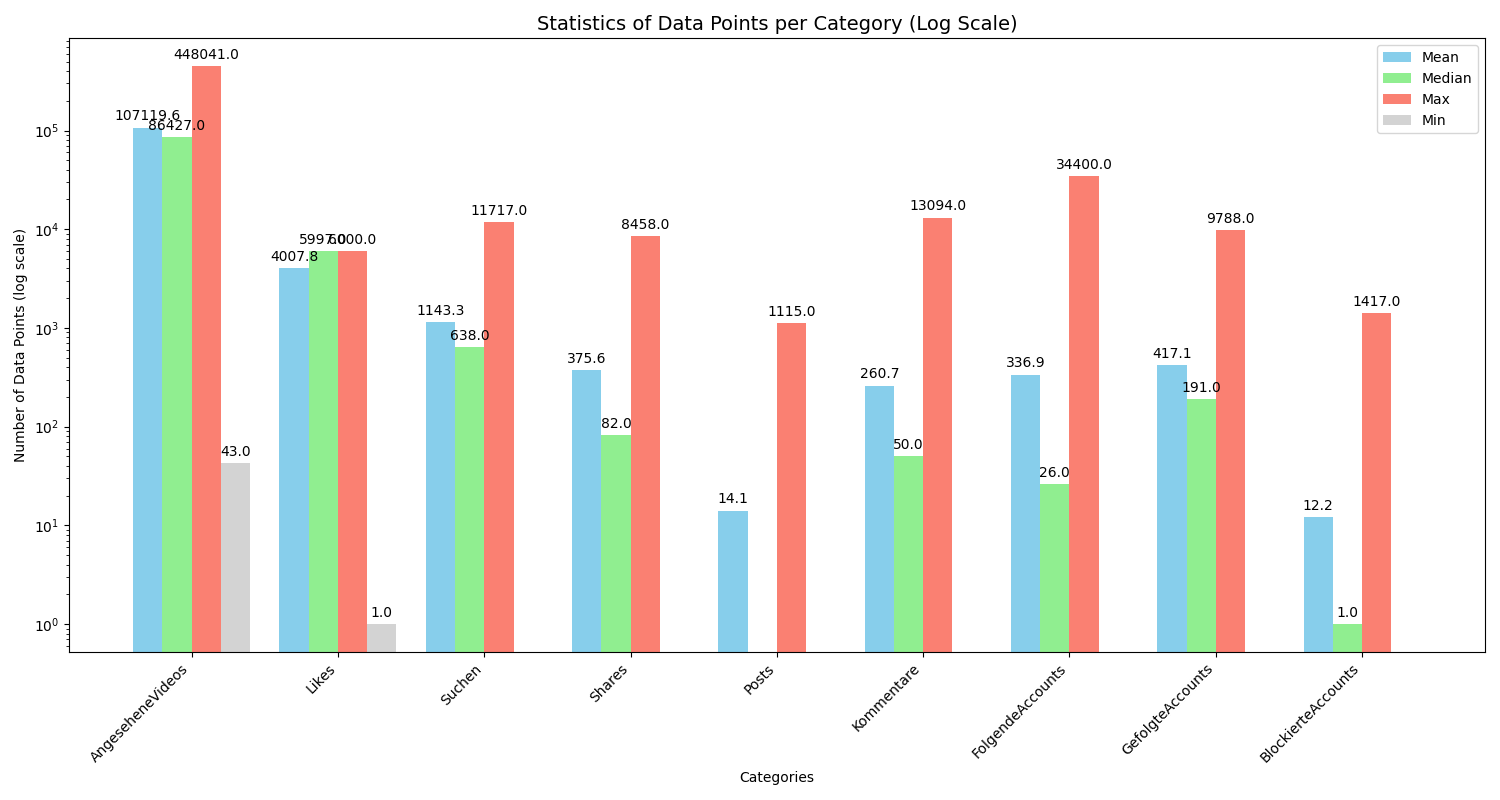 Statistics of Data Points per Category (Log Scale)
Number of Data Points (log scale)
10^5
10^4
10^3
10^2
10^1
10^0
Mean
Median
Max
Min
107119.6
86427.0
448041.0
43.0
4007.8
5997.0
6000.0
1.0
1143.3
638.0
11717.0
375.6
82.0
8458.0
14.1
1115.0
260.7
50.0
13094.0
336.9
26.0
34400.0
417.1
191.0
9788.0
12.2
1.0
1417.0
AngeseheneVideos
Likes
Suchen
Shares
Posts
Kommentare
FolgendeAccounts
GefolgteAccounts
BlockierteAccounts
Categories